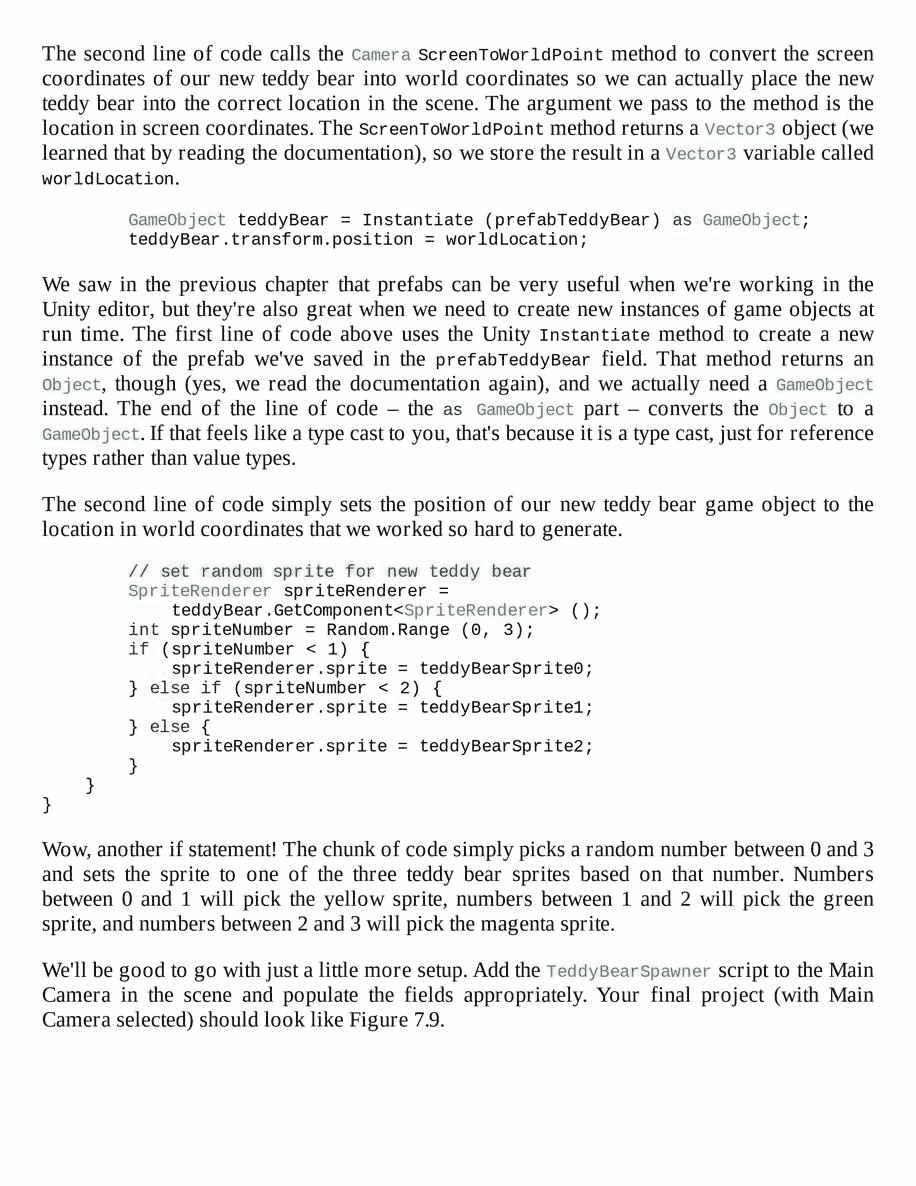 The second line of code calls the Camera ScreenToWorldPoint method to convert the screen
coordinates of our new teddy bear into world coordinates so we can actually place the new
teddy bear into the correct location in the scene. The argument we pass to the method is the
location in screen coordinates. The ScreenToWorldPoint method returns a Vector3 object (we
learned that by reading the documentation), so we store the result in a Vector3 variable called
worldLocation.
GameObject teddyBear = Instantiate (prefabTeddyBear) as GameObject;
teddyBear.transform.position = worldLocation;
We saw in the previous chapter that prefabs can be very useful when we're working in the
Unity editor, but they're also great when we need to create new instances of game objects at
run time. The first line of code above uses the Unity Instantiate method to create a new
instance of the prefab we've saved in the prefabTeddyBear field. That method returns an
Object, though (yes, we read the documentation again), and we actually need a GameObject
instead. The end of the line of code – the as GameObject part – converts the Object to a
GameObject. If that feels like a type cast to you, that's because it is a type cast, just for reference
types rather than value types.
The second line of code simply sets the position of our new teddy bear game object to the
location in world coordinates that we worked so hard to generate.
// set random sprite for new teddy bear
SpriteRenderer spriteRenderer =
teddyBear.GetComponent<SpriteRenderer> ();
int spriteNumber = Random.Range (0, 3);
if (spriteNumber < 1) {
spriteRenderer.sprite = teddyBearSprite0;
} else if (spriteNumber < 2) {
spriteRenderer.sprite = teddyBearSprite1;
} else {
spriteRenderer.sprite = teddyBearSprite2;
}
}
}
Wow, another if statement! The chunk of code simply picks a random number between 0 and 3
and sets the sprite to one of the three teddy bear sprites based on that number. Numbers
between 0 and 1 will pick the yellow sprite, numbers between 1 and 2 will pick the green
sprite, and numbers between 2 and 3 will pick the magenta sprite.
We'll be good to go with just a little more setup. Add the TeddyBearSpawner script to the Main
Camera in the scene and populate the fields appropriately. Your final project (with Main
Camera selected) should look like Figure 7.9.